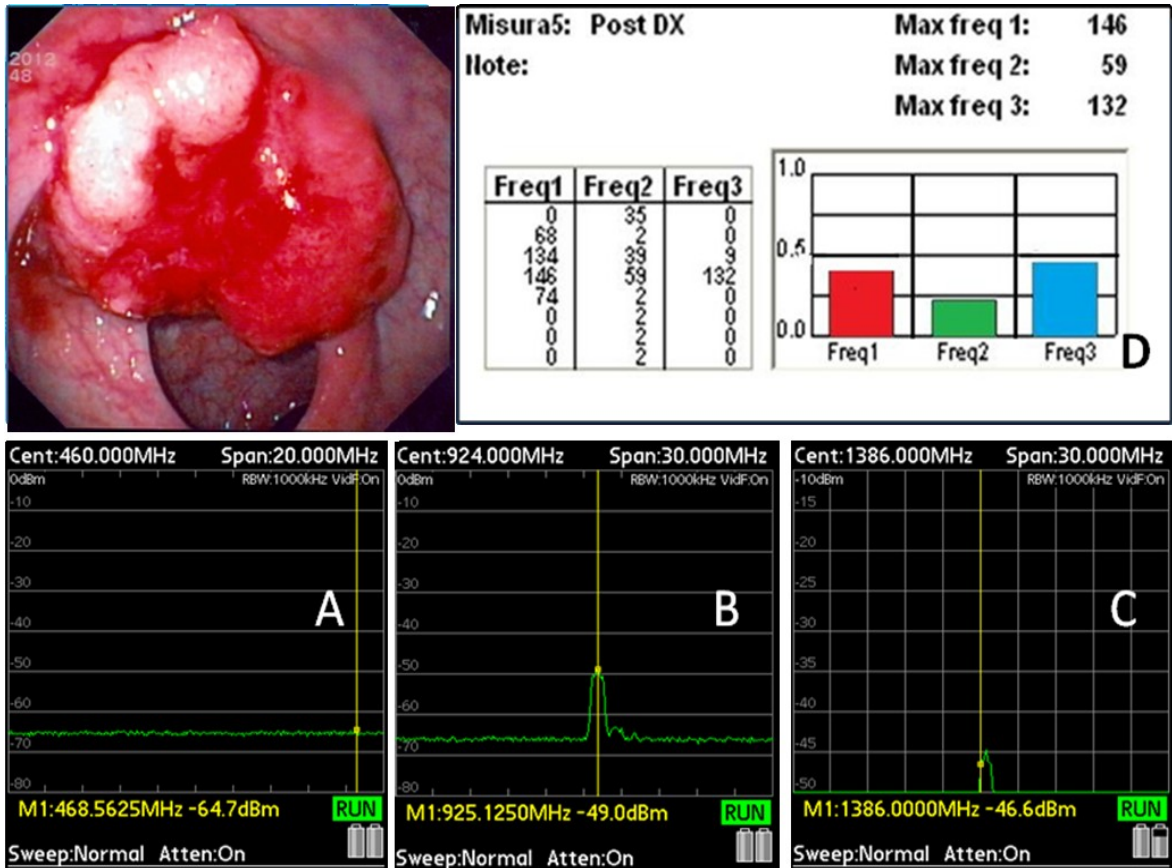 2012
48
Misura5: Post DX
Note:
Max freq 1: 146
Max freq 2: 59
Max freq 3: 132
Freq1 Freq2 Freq3
0 35 0
68 2 0
134 39 9
146 59 132
74 2 0
0 2 0
0 2 0
0 2 0
1.0
0.5
0.0
Freq1 Freq2 Freq3
D
Cent:460.000MHz Span:20.000MHz
0dBm RBW:1000kHz VidF:On
-10
-20
-30
-40
-50
-60
-70
-80
A
M1:468.5625MHz -64.7dBm RUN
Sweep:Normal Atten:On
Cent:924.000MHz Span:30.000MHz
0dBm RBW:1000kHz VidF:On
-10
-20
-30
-40
-50
-60
-70
-80
B
M1:925.1250MHz -49.0dBm RUN
Sweep:Normal Atten:On
Cent:1386.000MHz Span:30.000MHz
-10dBm RBW:1000kHz VidF:On
-15
-20
-25
-30
-35
-40
-45
-50
C
M1:1386.0000MHz -46.6dBm RUN
Sweep:Normal Atten:On